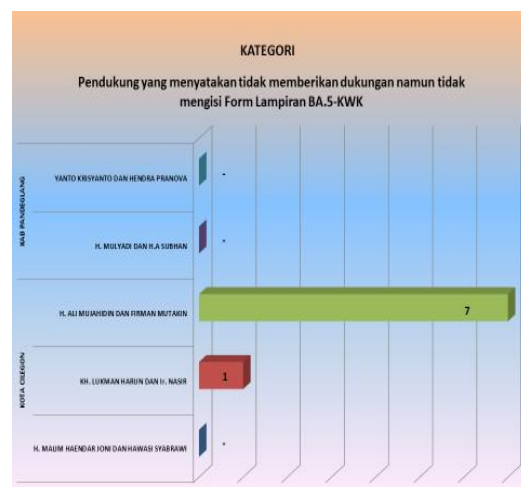 KATEGORI
Pendukung yang menyatakan tidak memberikan dukungan namun tidak
mengisi Form Lampiran BA.5-KWK
KAB PANDEGLANG
YANTO KRISYANTO DAN HENDRA PRANOVA
-
H. MULYADI DAN H.A SUBHAN
-
KOTA CILEGON
H. ALI MUJAHIDIN DAN FIRMAN MUTAKIN
7
KH. LUKMAN HARUN DAN Ir. NASIR
1
H. MALIM HAENDAR JONI DAN HAWASI SYABRAWI
-